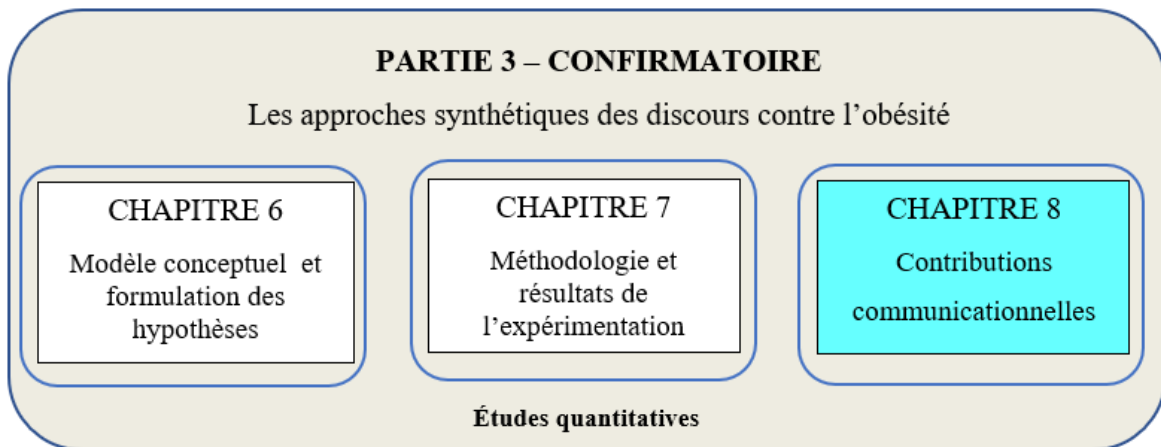 PARTIE 3 – CONFIRMATOIRE
Les approches synthétiques des discours contre l’obésité
CHAPITRE 6
Modèle conceptuel et
formulation des
hypothèses
CHAPITRE 7
Méthodologie et
résultats de
l’expérimentation
CHAPITRE 8
Contributions
communicationnelles
Études quantitatives